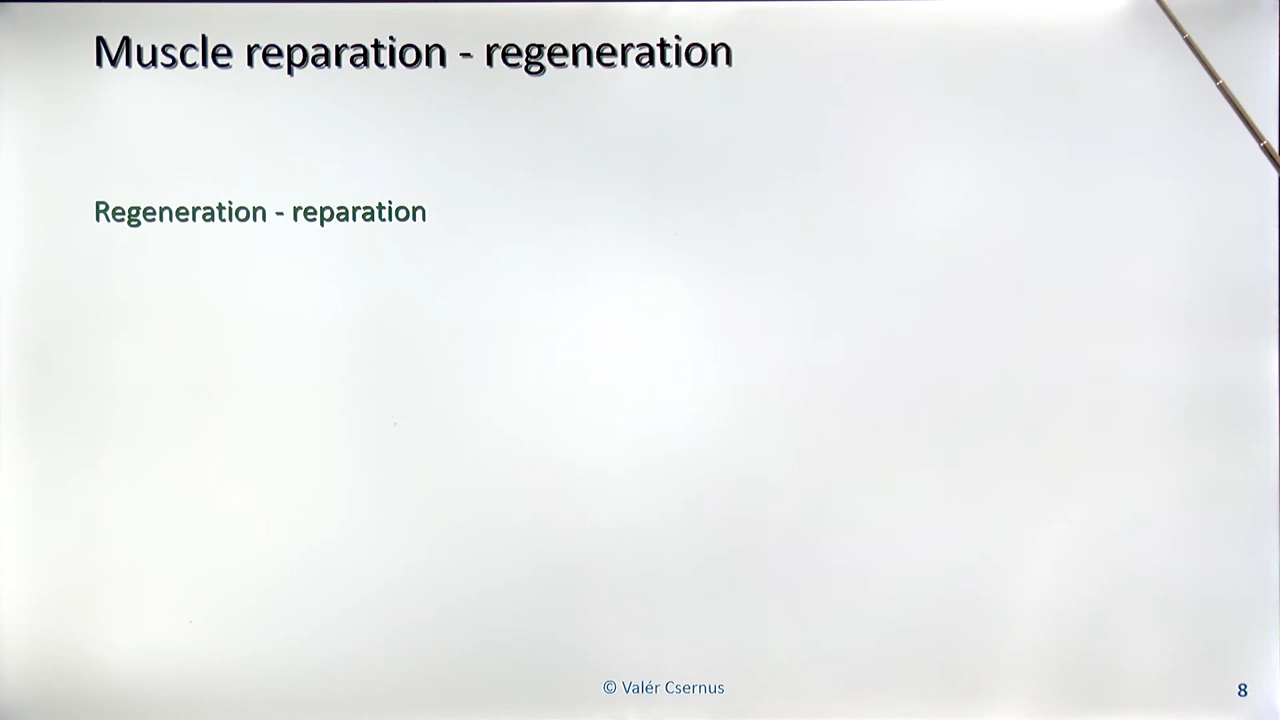 Muscle reparation - regeneration
Regeneration - reparation
© Valér Csernus
8